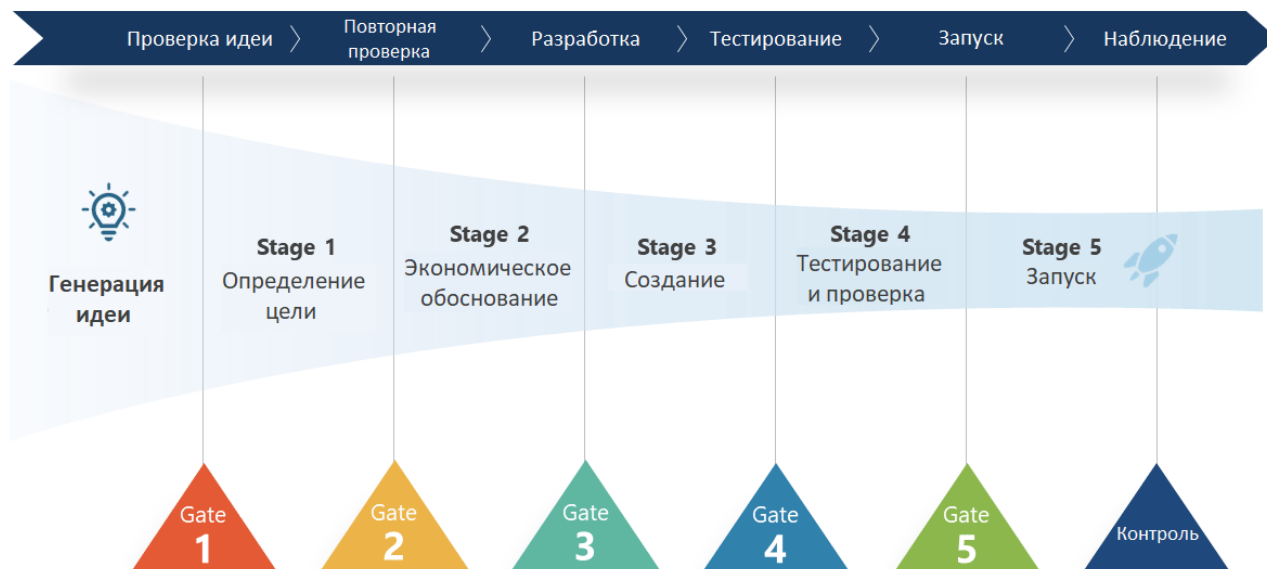 Проверка идеи
Повторная
проверка
Разработка
Тестирование
Запуск
Наблюдение
Генерация
идеи
Stage 1
Определение
цели
Stage 2
Экономическое
обоснование
Stage 3
Создание
Stage 4
Тестирование
и проверка
Stage 5
Запуск
Gate
1
Gate
2
Gate
3
Gate
4
Gate
5
Контроль